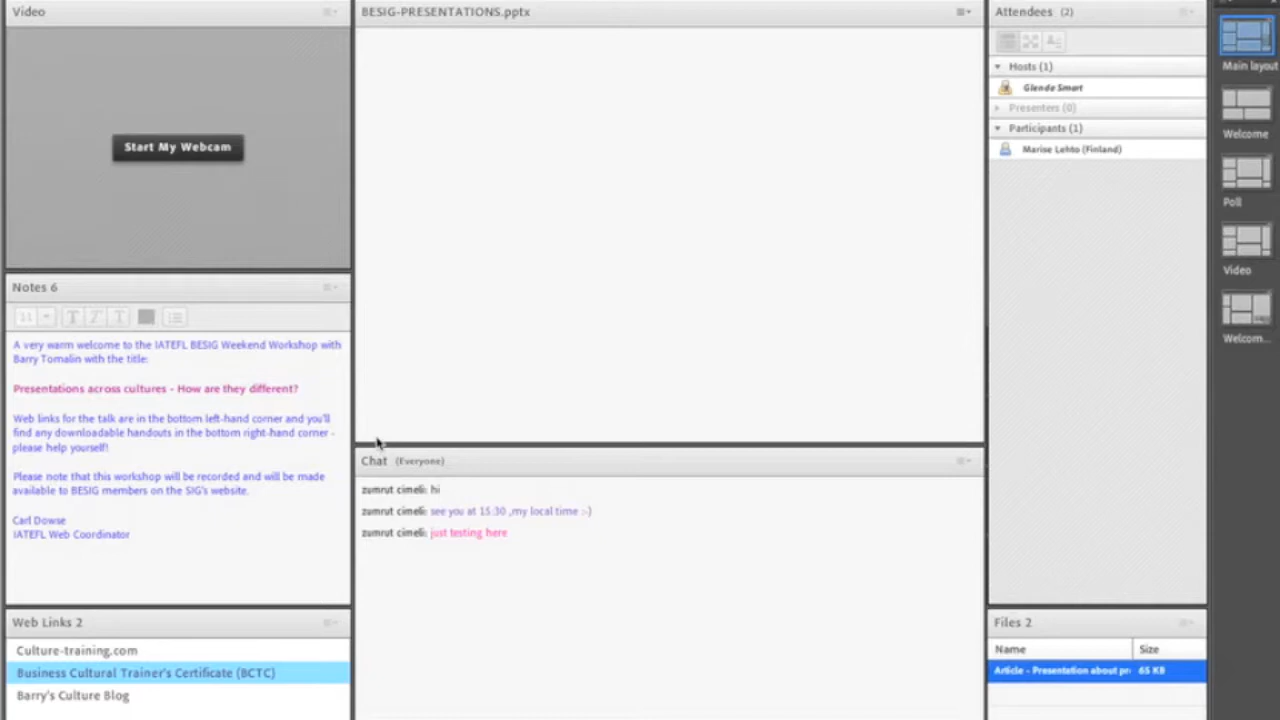 Video
Start My Webcam
Notes 6
11
A very warm welcome to the IATEFL BESIG Weekend Workshop with
Barry Tomalin with the title:
Presentations across cultures - How are they different?
Web links for the talk are in the bottom left-hand corner and you'll
find any downloadable handouts in the bottom right-hand corner -
please help yourself!
Please note that this workshop will be recorded and will be made
available to BESIG members on the SIG's website.
Carl Dowse
IATEFL Web Coordinator
Web Links 2
Culture-training.com
Business Cultural Trainer's Certificate (BCTC)
Barry's Culture Blog
BESIG-PRESENTATIONS.pptx
Chat (Everyone)
zumrut cimeli: hi
zumrut cimeli: see you at 15:30 ,my local time :-)
zumrut cimeli: just testing here
Attendees (2)
Hosts (1)
Glenda Smart
Presenters (0)
Participants (1)
Marise Lehto (Finland)
Files 2
Name Size
Article - Presentation about pr 65 KB
Main layout
Welcome
Poll
Video
Welcom...